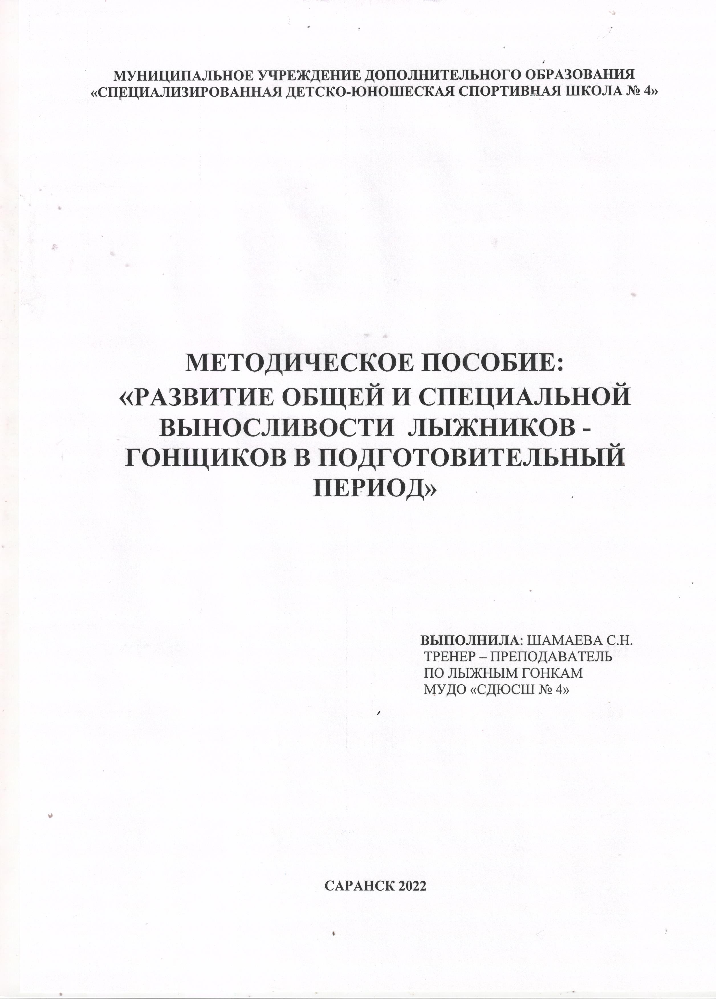 МУНИЦИПАЛЬНОЕ УЧРЕЖДЕНИЕ ДОПОЛНИТЕЛЬНОГО ОБРАЗОВАНИЯ
«СПЕЦИАЛИЗИРОВАННАЯ ДЕТСКО-ЮНОШЕСКАЯ СПОРТИВНАЯ ШКОЛА № 4»
МЕТОДИЧЕСКОЕ ПОСОБИЕ:
«РАЗВИТИЕ ОБЩЕЙ И СПЕЦИАЛЬНОЙ
ВЫНОСЛИВОСТИ ЛЫЖНИКОВ -
ГОНЩИКОВ В ПОДГОТОВИТЕЛЬНЫЙ
ПЕРИОД»
ВЫПОЛНИЛА: ШАМАЕВА С.Н.
ТРЕНЕР – ПРЕПОДАВАТЕЛЬ
ПО ЛЫЖНЫМ ГОНКАМ
МУДО «СДЮСШ № 4»
САРАНСК 2022